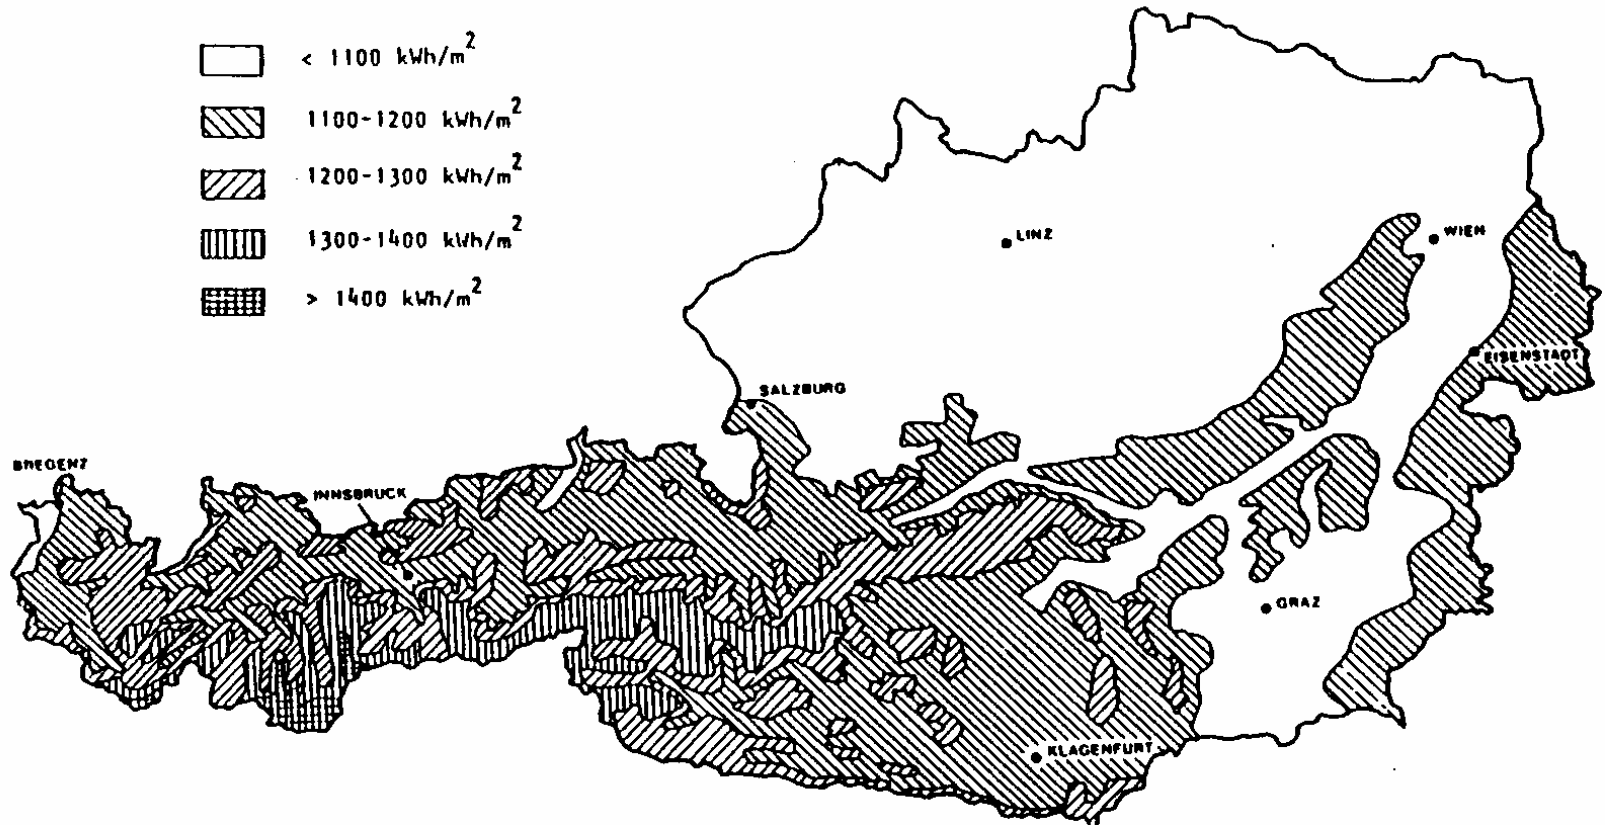 < 1100 kWh/m²
1100-1200 kWh/m²
1200-1300 kWh/m²
1300-1400 kWh/m²
> 1400 kWh/m²
LINZ
WIEN
EISENSTADT
SALZBURG
BREGENZ
INNSBRUCK
GRAZ
KLAGENFURT